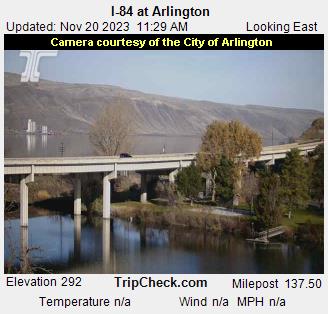 I-84 at Arlington
Updated: Nov 20 2023 11:29 AM Looking East
Camera courtesy of the City of Arlington
Elevation 292 TripCheck.com Milepost 137.50
Temperature n/a Wind n/a MPH n/a